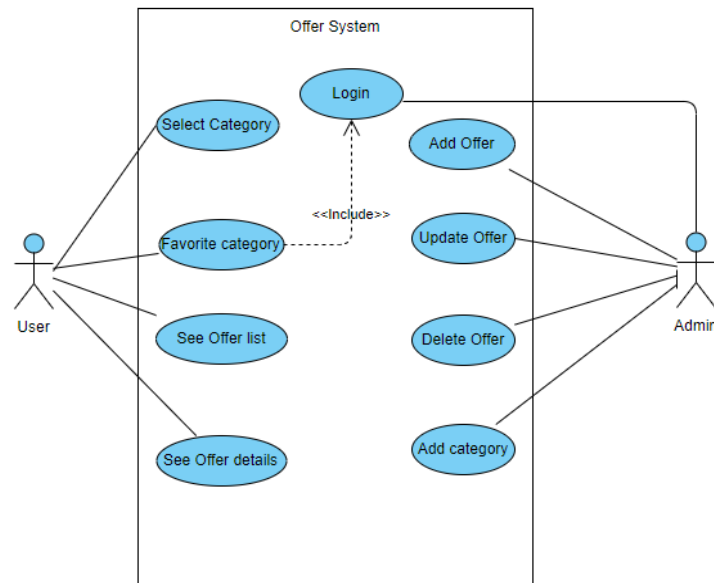 Offer System
Login
Select Category
Add Offer
<<Include>>
Favorite category
Update Offer
User
Admin
See Offer list
Delete Offer
See Offer details
Add category